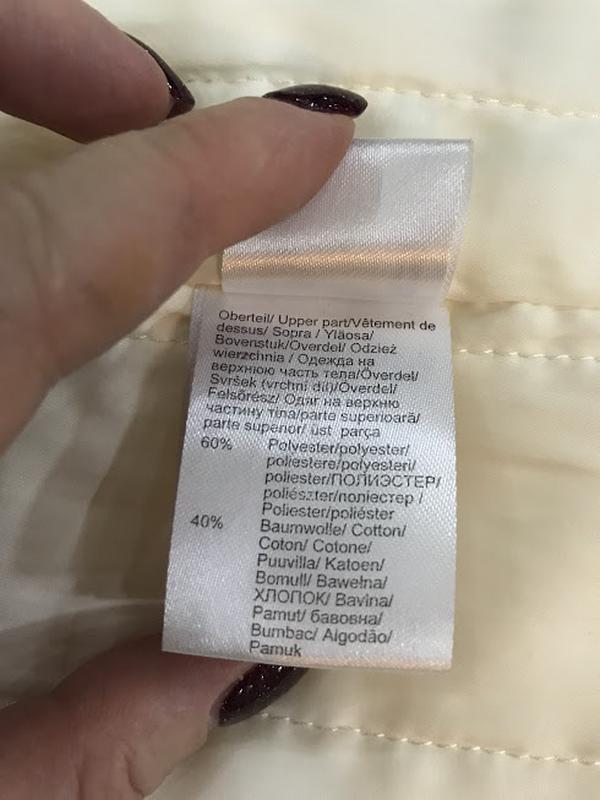 Oberteil/ Upper part/Vêtement de
dessus/ Sopra / Yläosa/
Bovenstuk/Overdel/ Odzież
wierzchnia / Одежда на
верхнюю часть тела/Överdel/
Svršek (vrchní díl)/Overdel/
Felsőrész/ Одяг на верхню
частину тіла/parte superioară/
parte superior/ üst parça
60% Polyester/polyester/
poliestere/polyesteri/
poliester/ПОЛИЭСТЕР/
poliészter/поліестер /
Poliester/poliéster
40% Baumwolle/ Cotton/
Coton/ Cotone/
Puuvilla/ Katoen/
Bomull/ Bawełna/
ХЛОПОК/ Bavlna/
Pamut/ бавовна/
Bumbac/ Algodão/
Pamuk